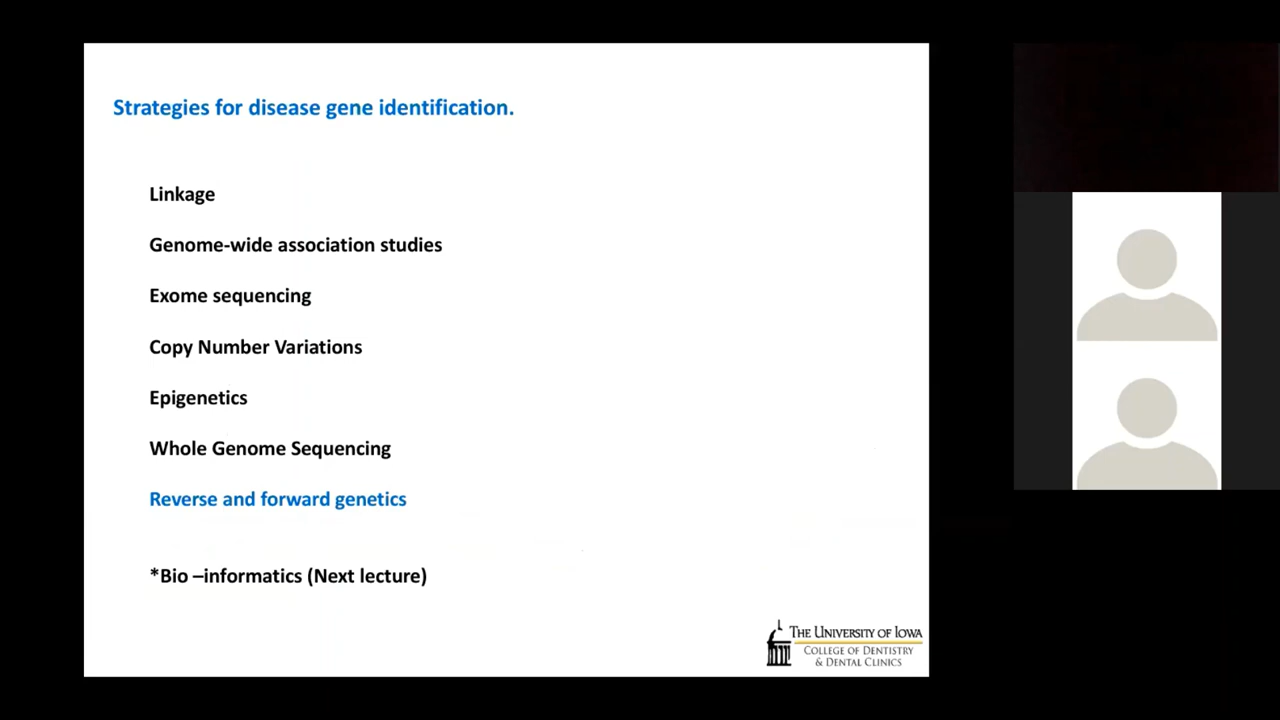 Strategies for disease gene identification.
Linkage
Genome-wide association studies
Exome sequencing
Copy Number Variations
Epigenetics
Whole Genome Sequencing
Reverse and forward genetics
*Bio –informatics (Next lecture)
THE UNIVERSITY OF IOWA
COLLEGE OF DENTISTRY
& DENTAL CLINICS